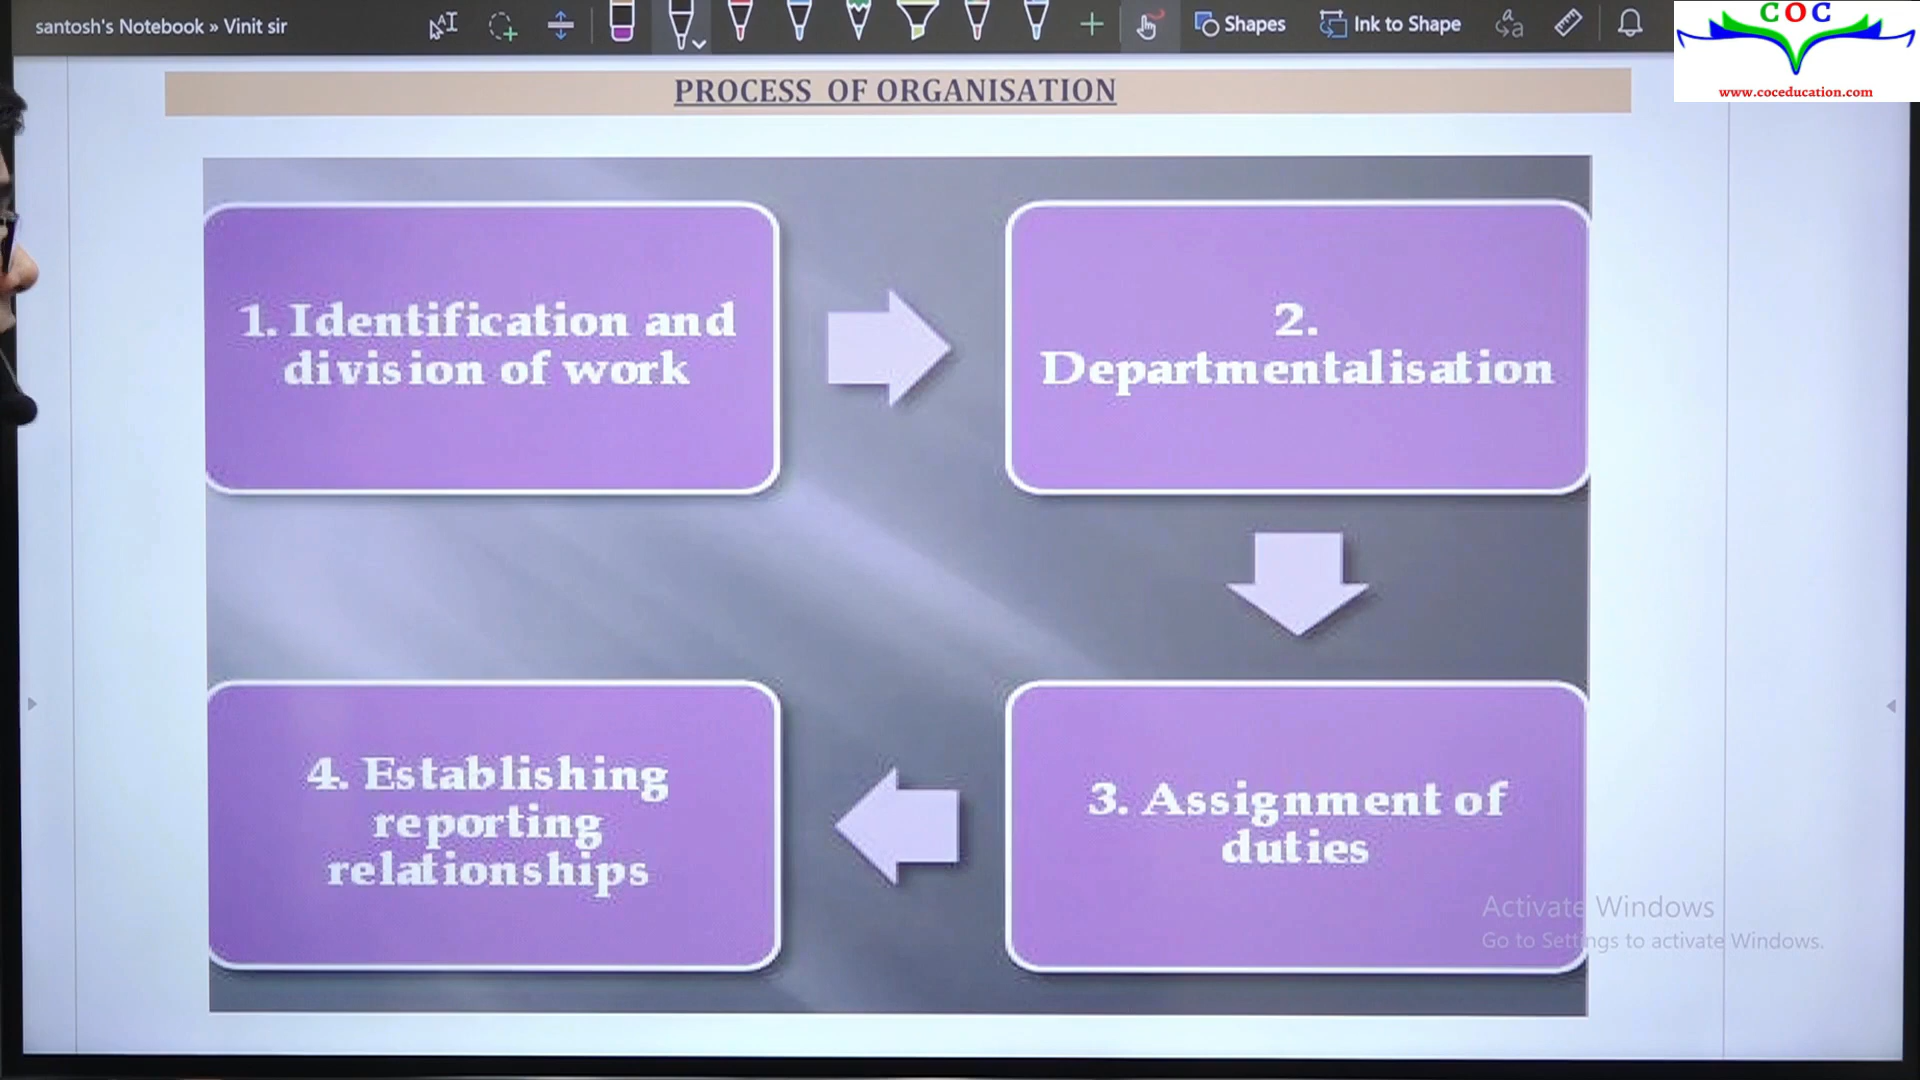 santosh's Notebook » Vinit sir
Shapes
Ink to Shape
COC
www.coceducation.com
PROCESS OF ORGANISATION
1. Identification and
division of work
2.
Departmentalisation
4. Establishing
reporting
relationships
3. Assignment of
duties
Activate Windows
Go to Settings to activate Windows.